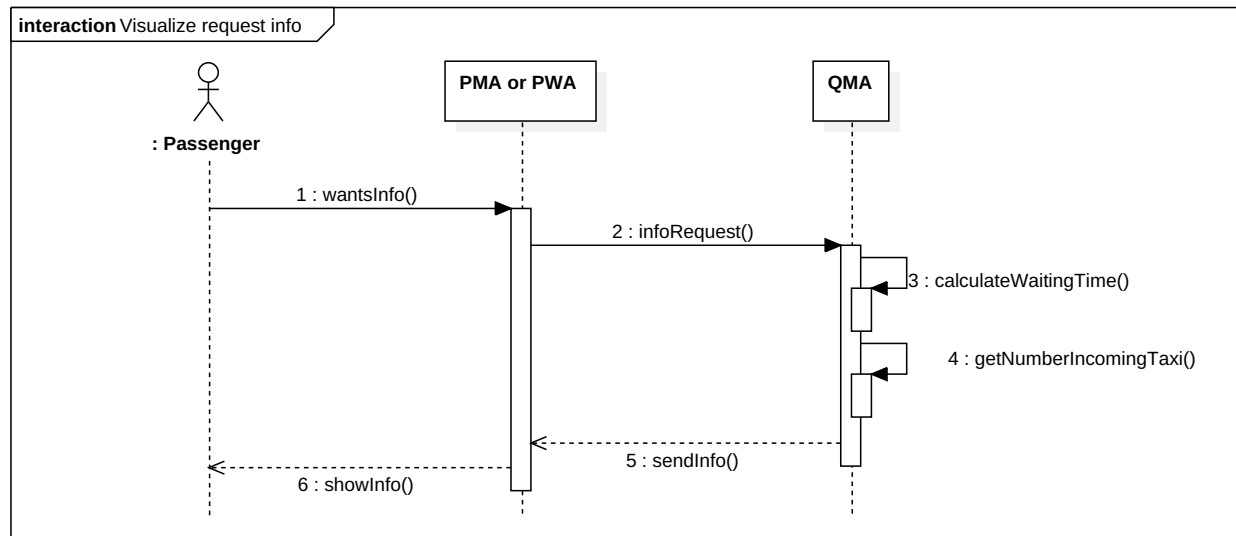 interaction Visualize request info
PMA or PWA
QMA
: Passenger
1 : wantsInfo()
2 : infoRequest()
3 : calculateWaitingTime()
4 : getNumberIncomingTaxi()
5 : sendInfo()
6 : showInfo()